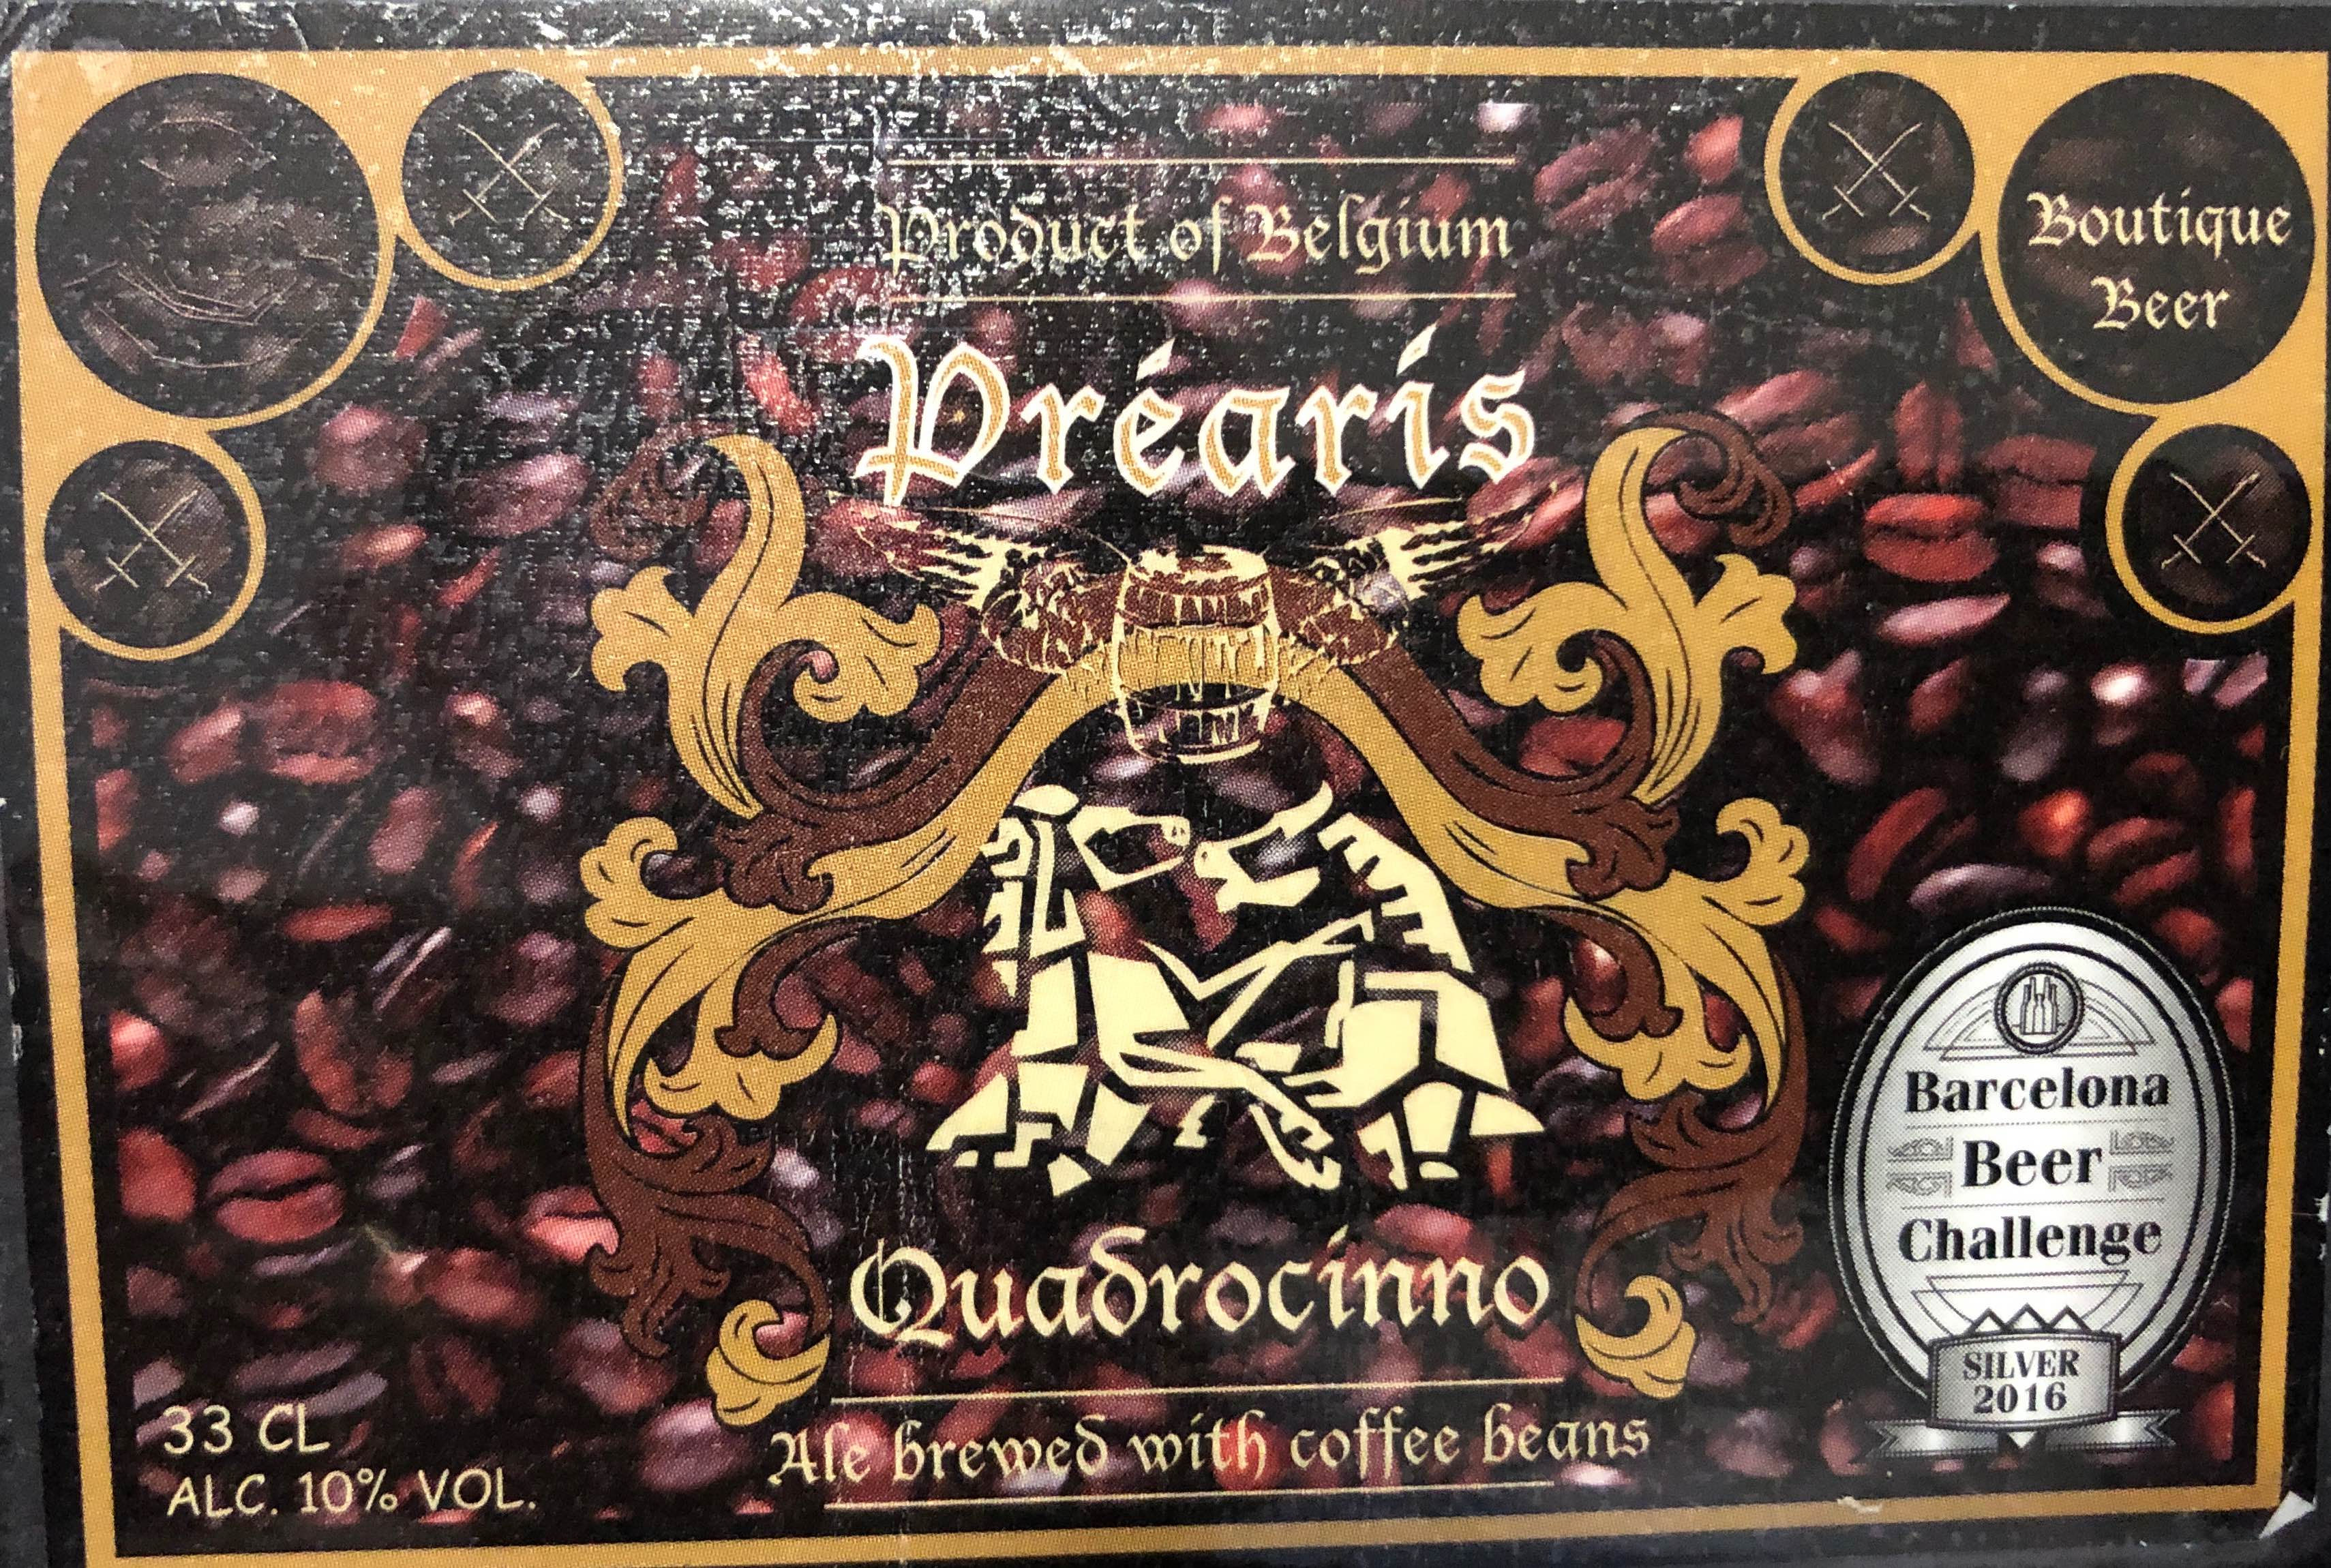 Product of Belgium
Boutique
Beer
Préaris
Barcelona
Beer
Challenge
SILVER
2016
Quadrocinno
Ale brewed with coffee beans
33 CL
ALC. 10% VOL.